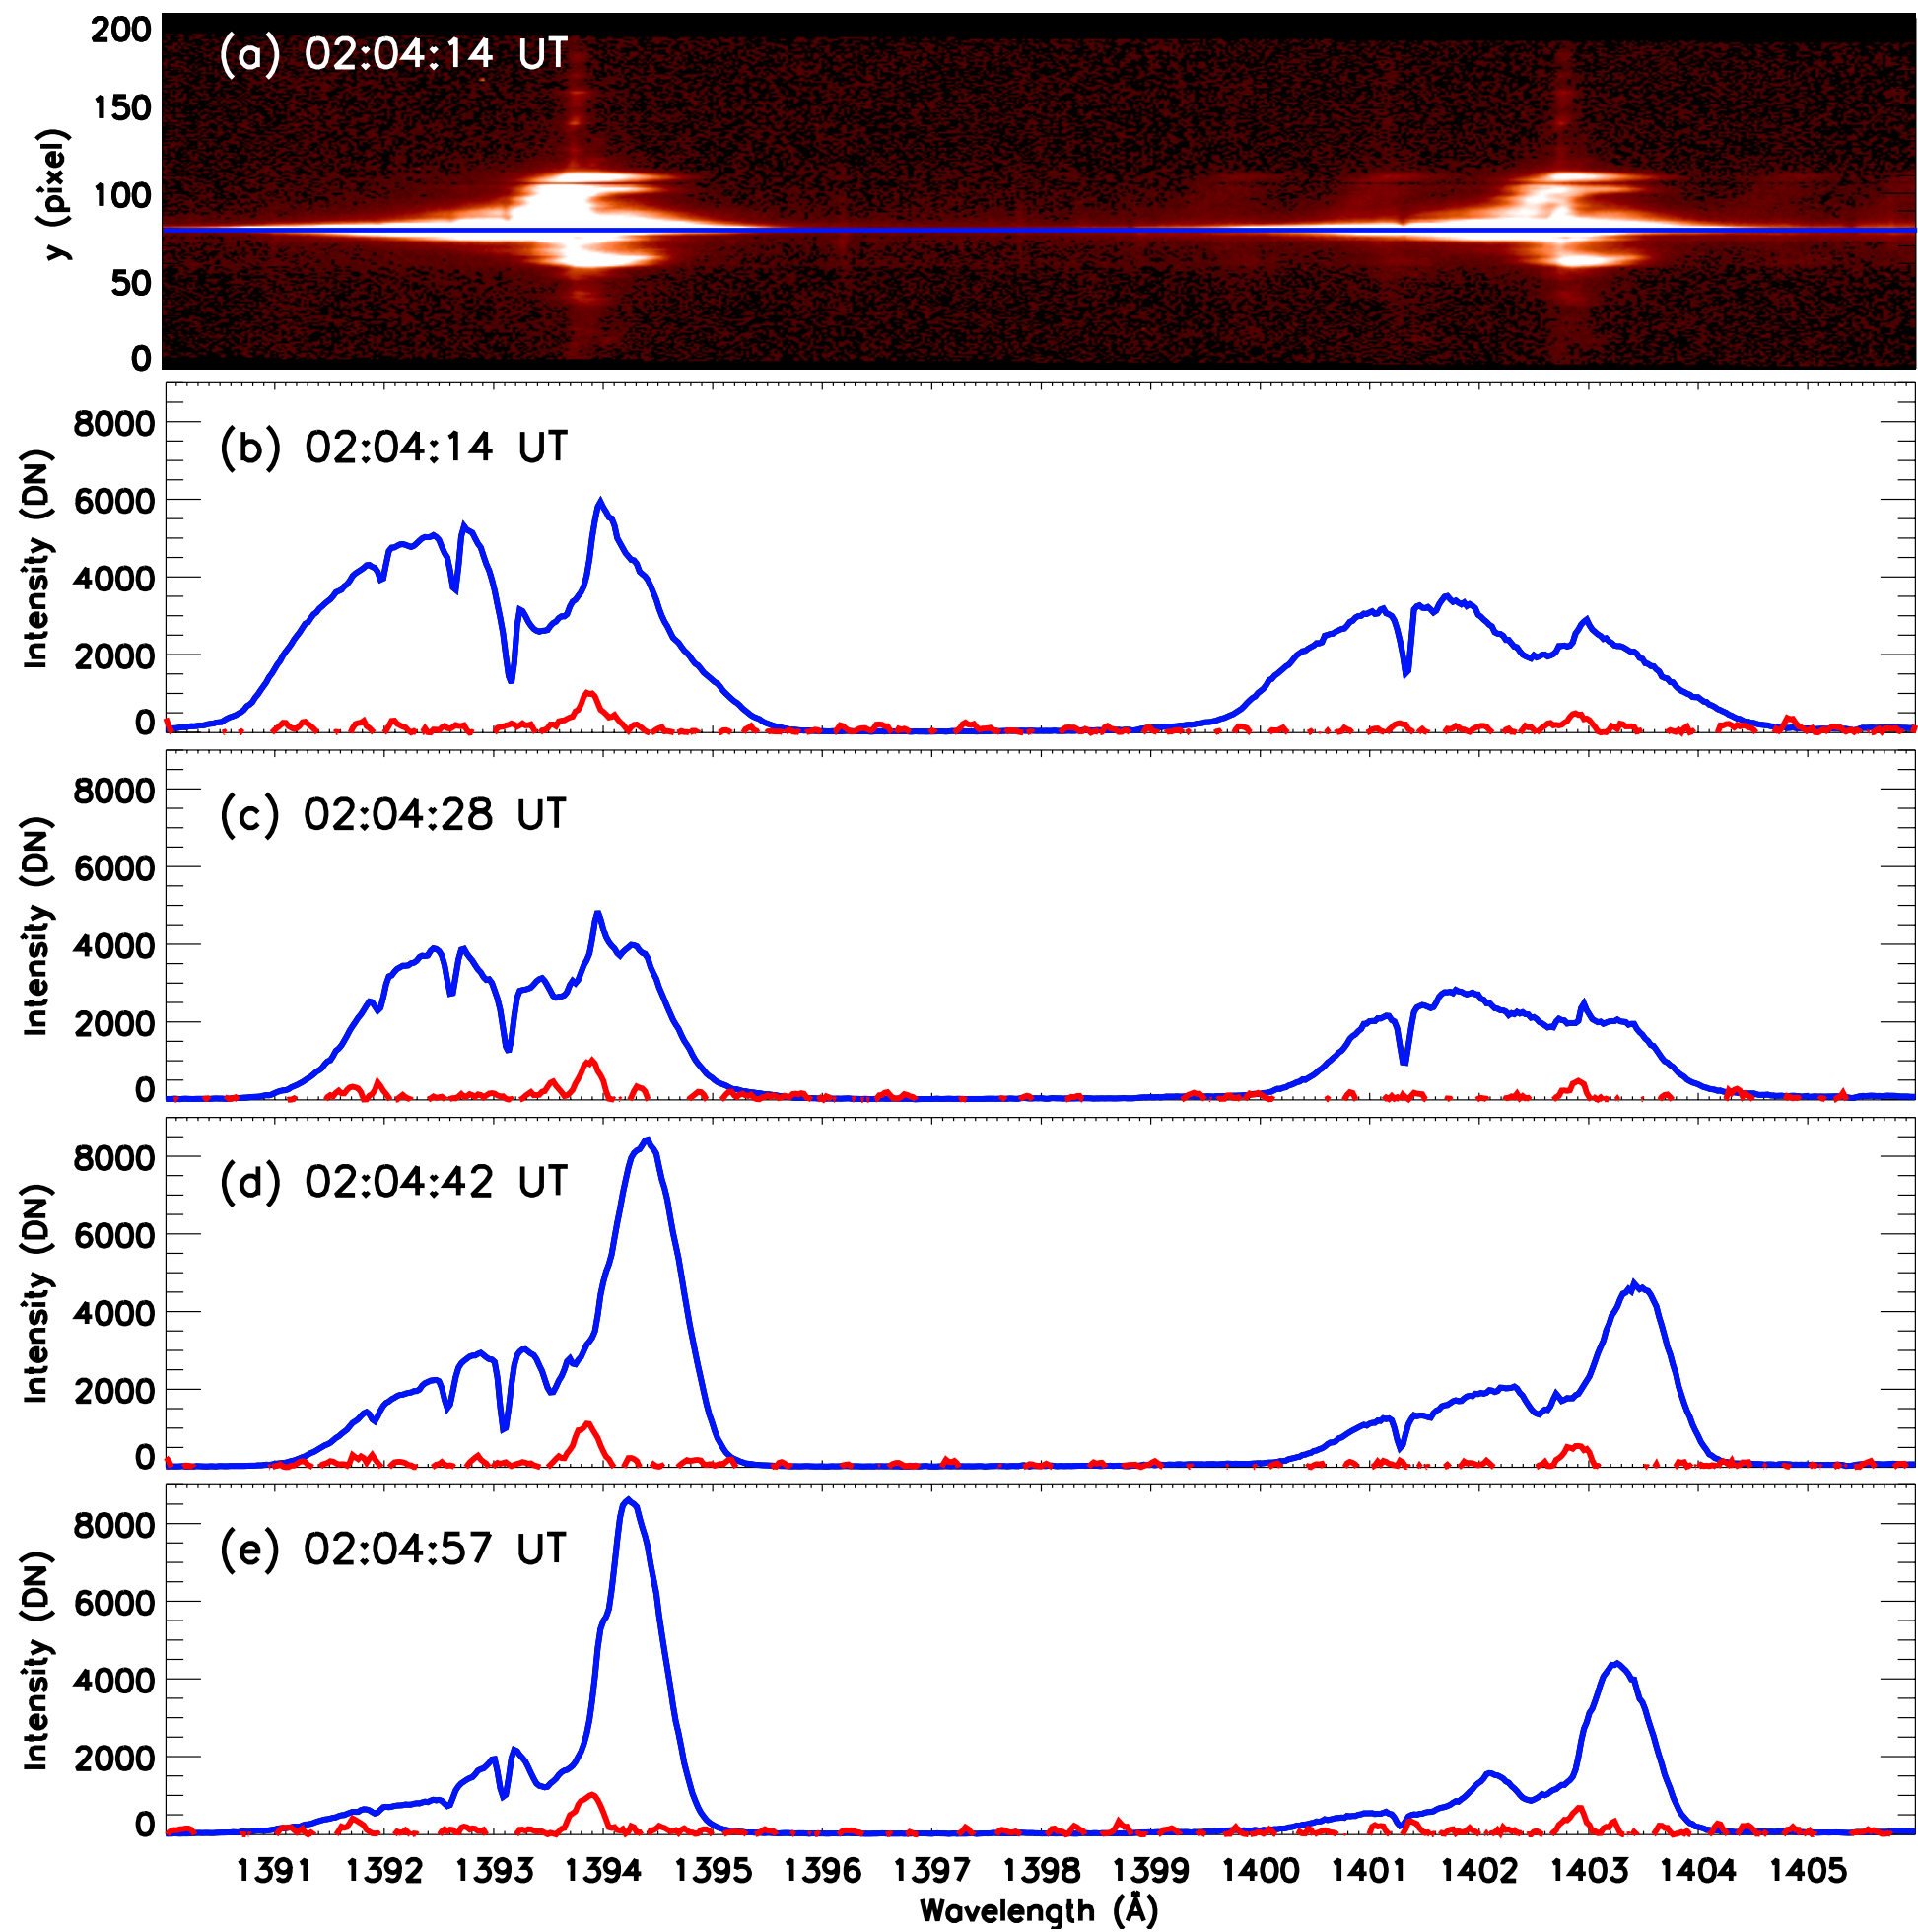 (a) 02:04:14 UT
200
150
100
50
0
y (pixel)
(b) 02:04:14 UT
8000
6000
4000
2000
0
Intensity (DN)
(c) 02:04:28 UT
8000
6000
4000
2000
0
Intensity (DN)
(d) 02:04:42 UT
8000
6000
4000
2000
0
Intensity (DN)
(e) 02:04:57 UT
8000
6000
4000
2000
0
Intensity (DN)
1391 1392 1393 1394 1395 1396 1397 1398 1399 1400 1401 1402 1403 1404 1405
Wavelength (Å)